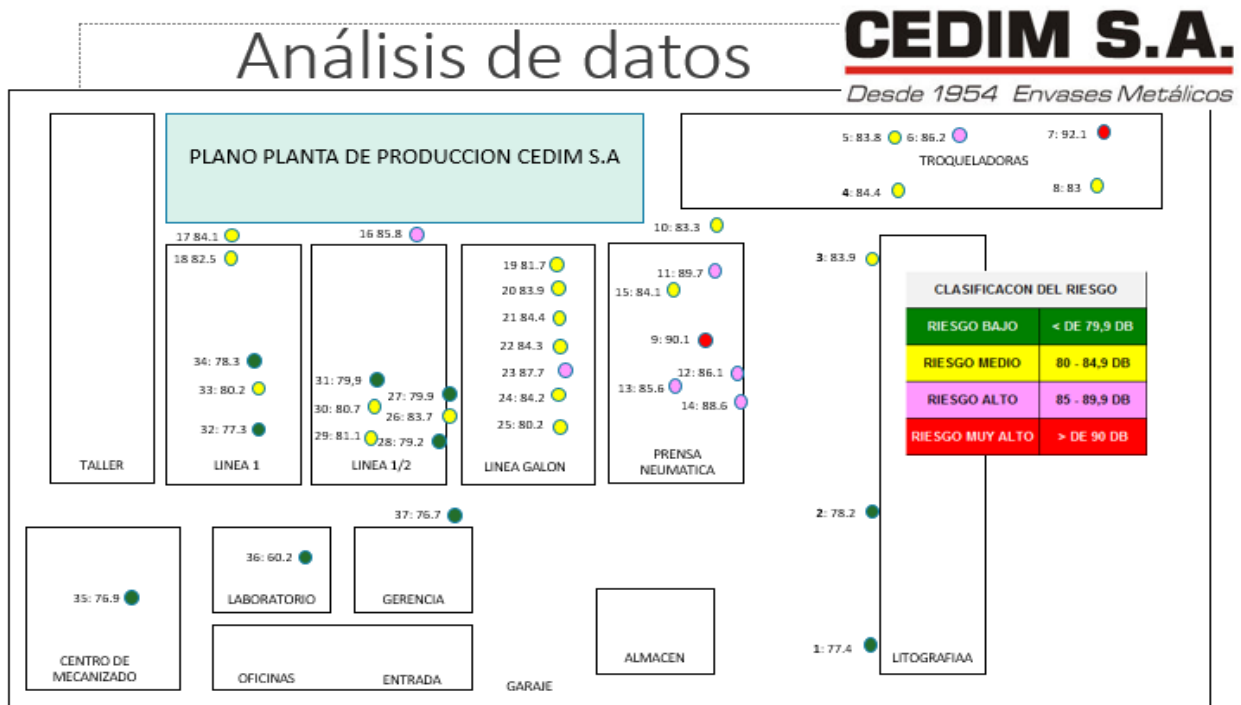 Análisis de datos
CEDIM S.A.
Desde 1954 Envases Metálicos
PLANO PLANTA DE PRODUCCION CEDIM S.A
5: 83.8
6: 86.2
7: 92.1
TROQUELADORAS
4: 84.4
8: 83
17 84.1
18 82.5
16 85.8
10: 83.3
3: 83.9
19 81.7
20 83.9
21 84.4
22 84.3
23 87.7
24: 84.2
25: 80.2
11: 89.7
15: 84.1
9: 90.1
12: 86.1
13: 85.6
14: 88.6
34: 78.3
33: 80.2
32: 77.3
31: 79,9
27: 79.9
30: 80.7
26: 83.7
29: 81.1
28: 79.2
TALLER
LINEA 1
LINEA 1/2
LINEA GALON
PRENSA
NEUMATICA
CLASIFICACON DEL RIESGO
RIESGO BAJO < DE 79,9 DB
RIESGO MEDIO 80 - 84,9 DB
RIESGO ALTO 85 - 89,9 DB
RIESGO MUY ALTO > DE 90 DB
37: 76.7
2: 78.2
36: 60.2
35: 76.9
LABORATORIO
GERENCIA
1: 77.4
CENTRO DE
MECANIZADO
OFICINAS
ENTRADA
GARAJE
ALMACEN
LITOGRAFIAA